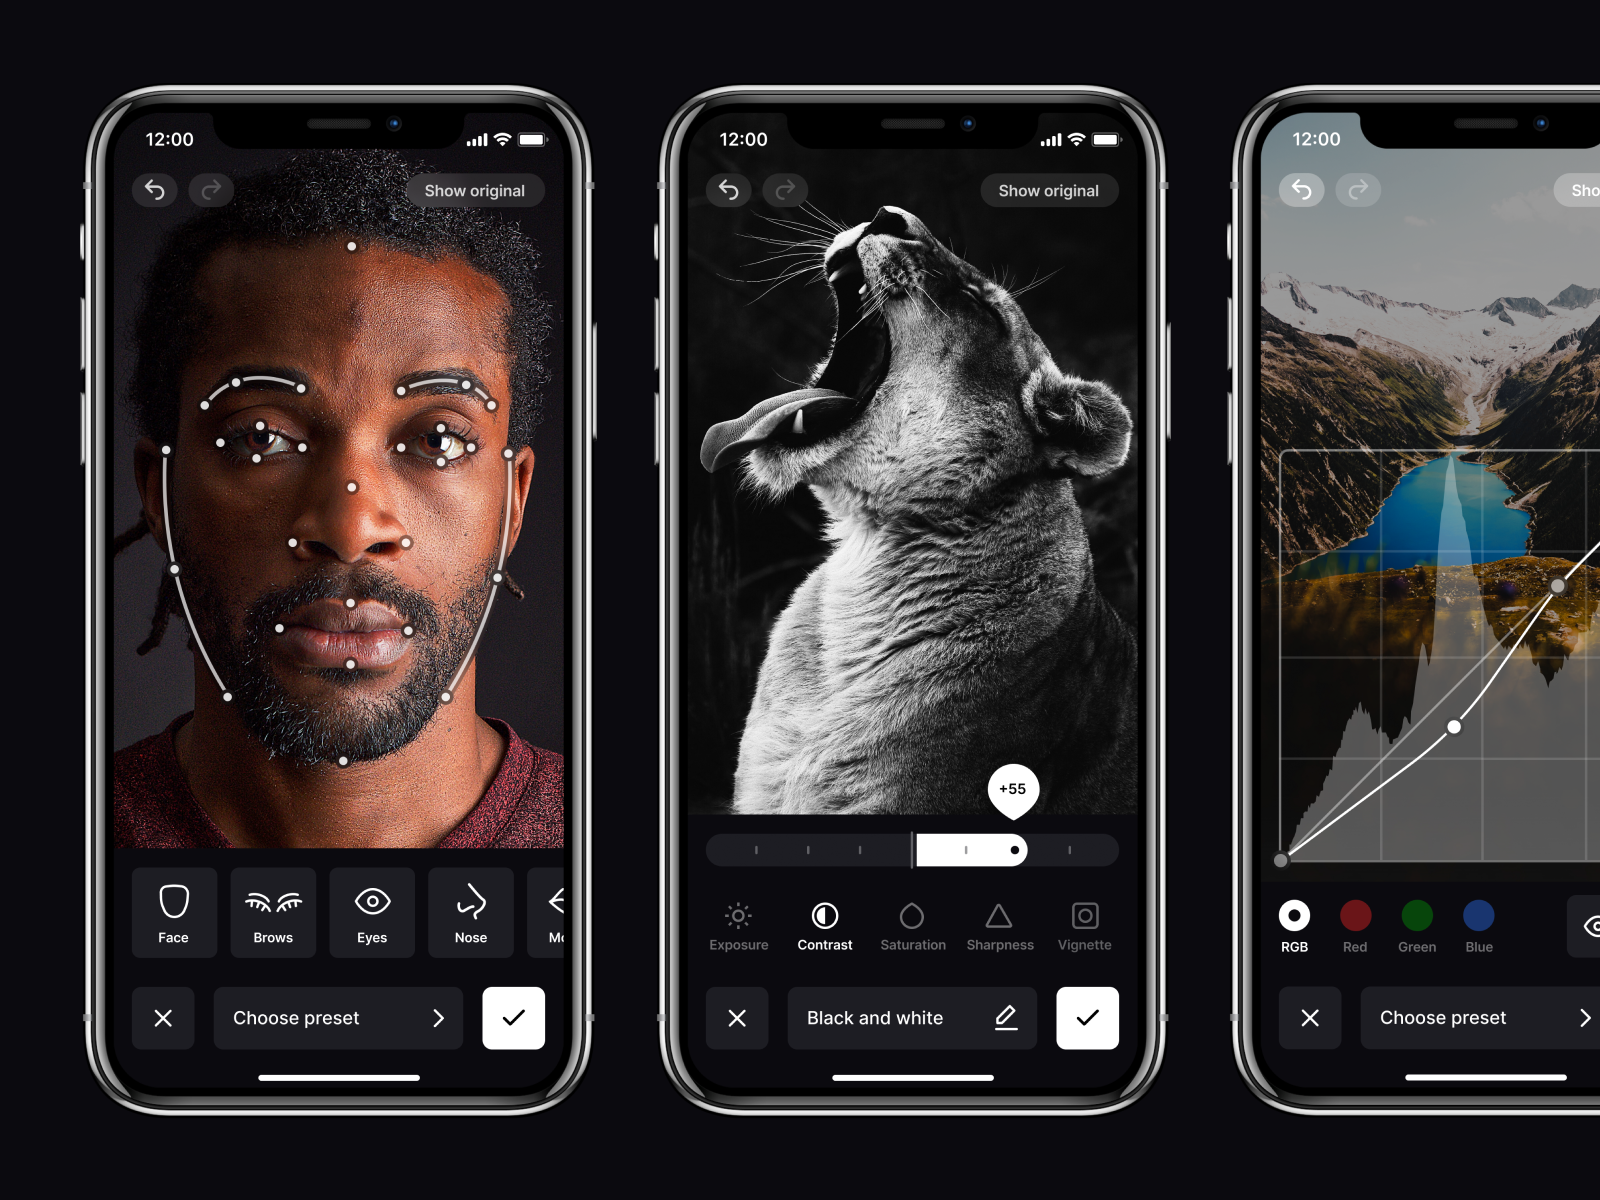 12:00
Show original
Face
Brows
Eyes
Nose
Mo
Choose preset
12:00
Show original
+55
Exposure
Contrast
Saturation
Sharpness
Vignette
Black and white
12:00
Sho
RGB
Red
Green
Blue
Choose preset